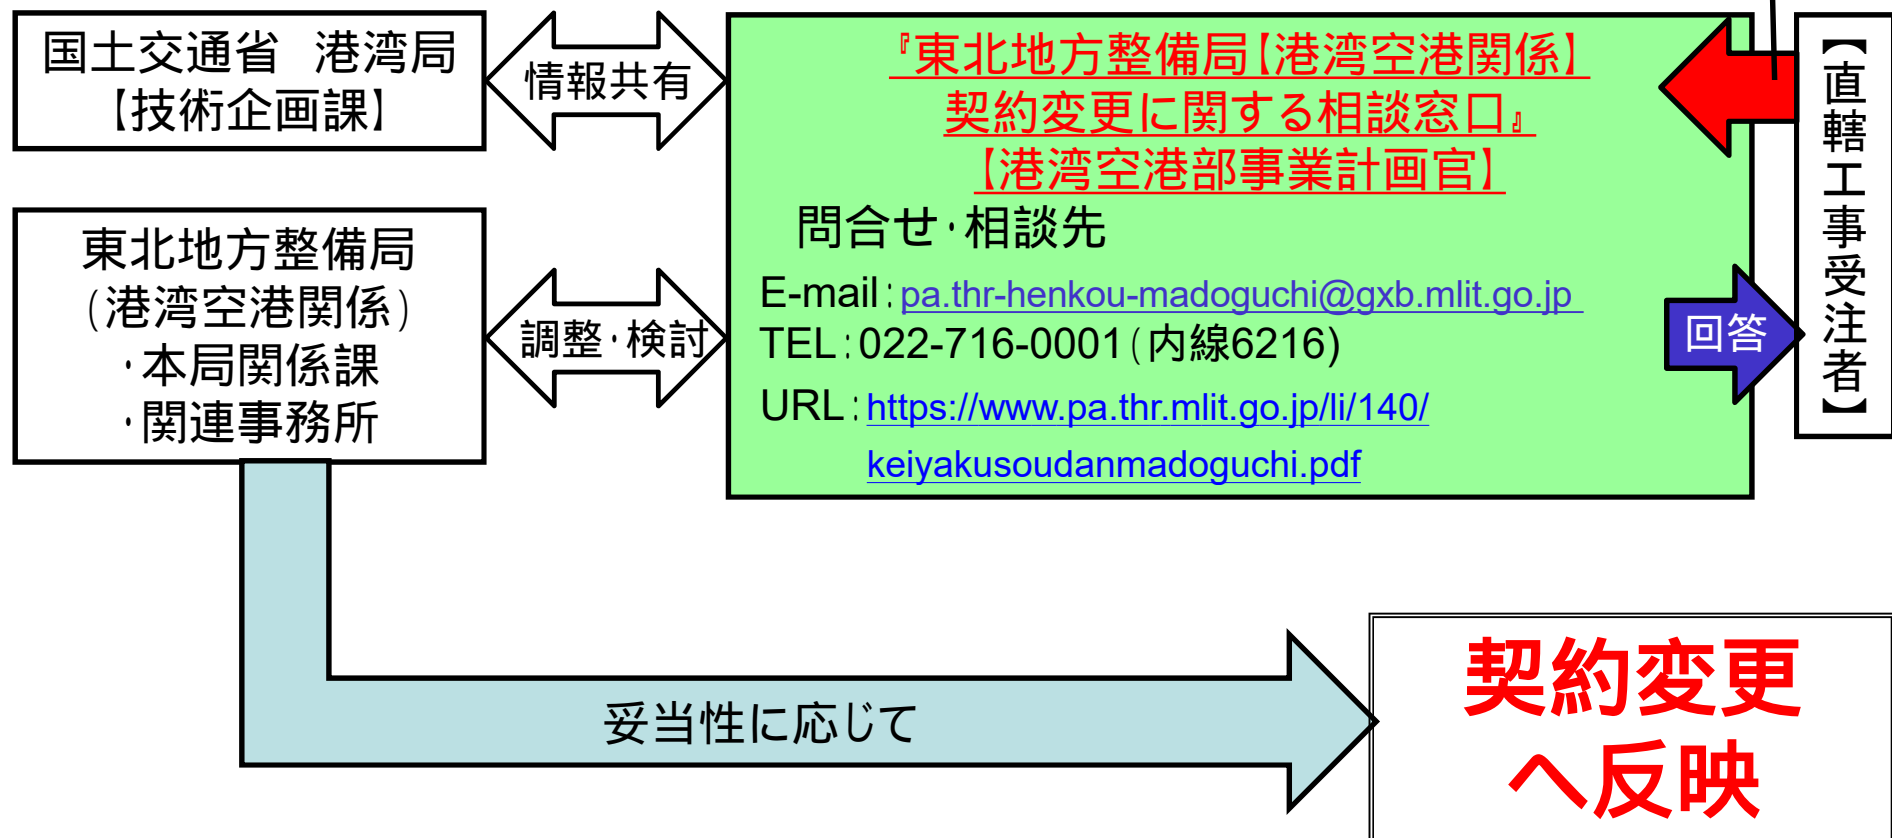 国土交通省　港湾局
【技術企画課】
情報共有
『東北地方整備局【港湾空港関係】
契約変更に関する相談窓口』
【港湾空港部事業計画官】
問合せ・相談先
E-mail：pa.thr-henkou-madoguchi@gxb.mlit.go.jp
TEL：022-716-0001（内線6216)
URL：https://www.pa.thr.mlit.go.jp/li/140/
keiyakusoudanmadoguchi.pdf
【直轄工事受注者】
回答
東北地方整備局
（港湾空港関係）
・本局関係課
・関連事務所
調整・検討
妥当性に応じて
契約変更
へ反映